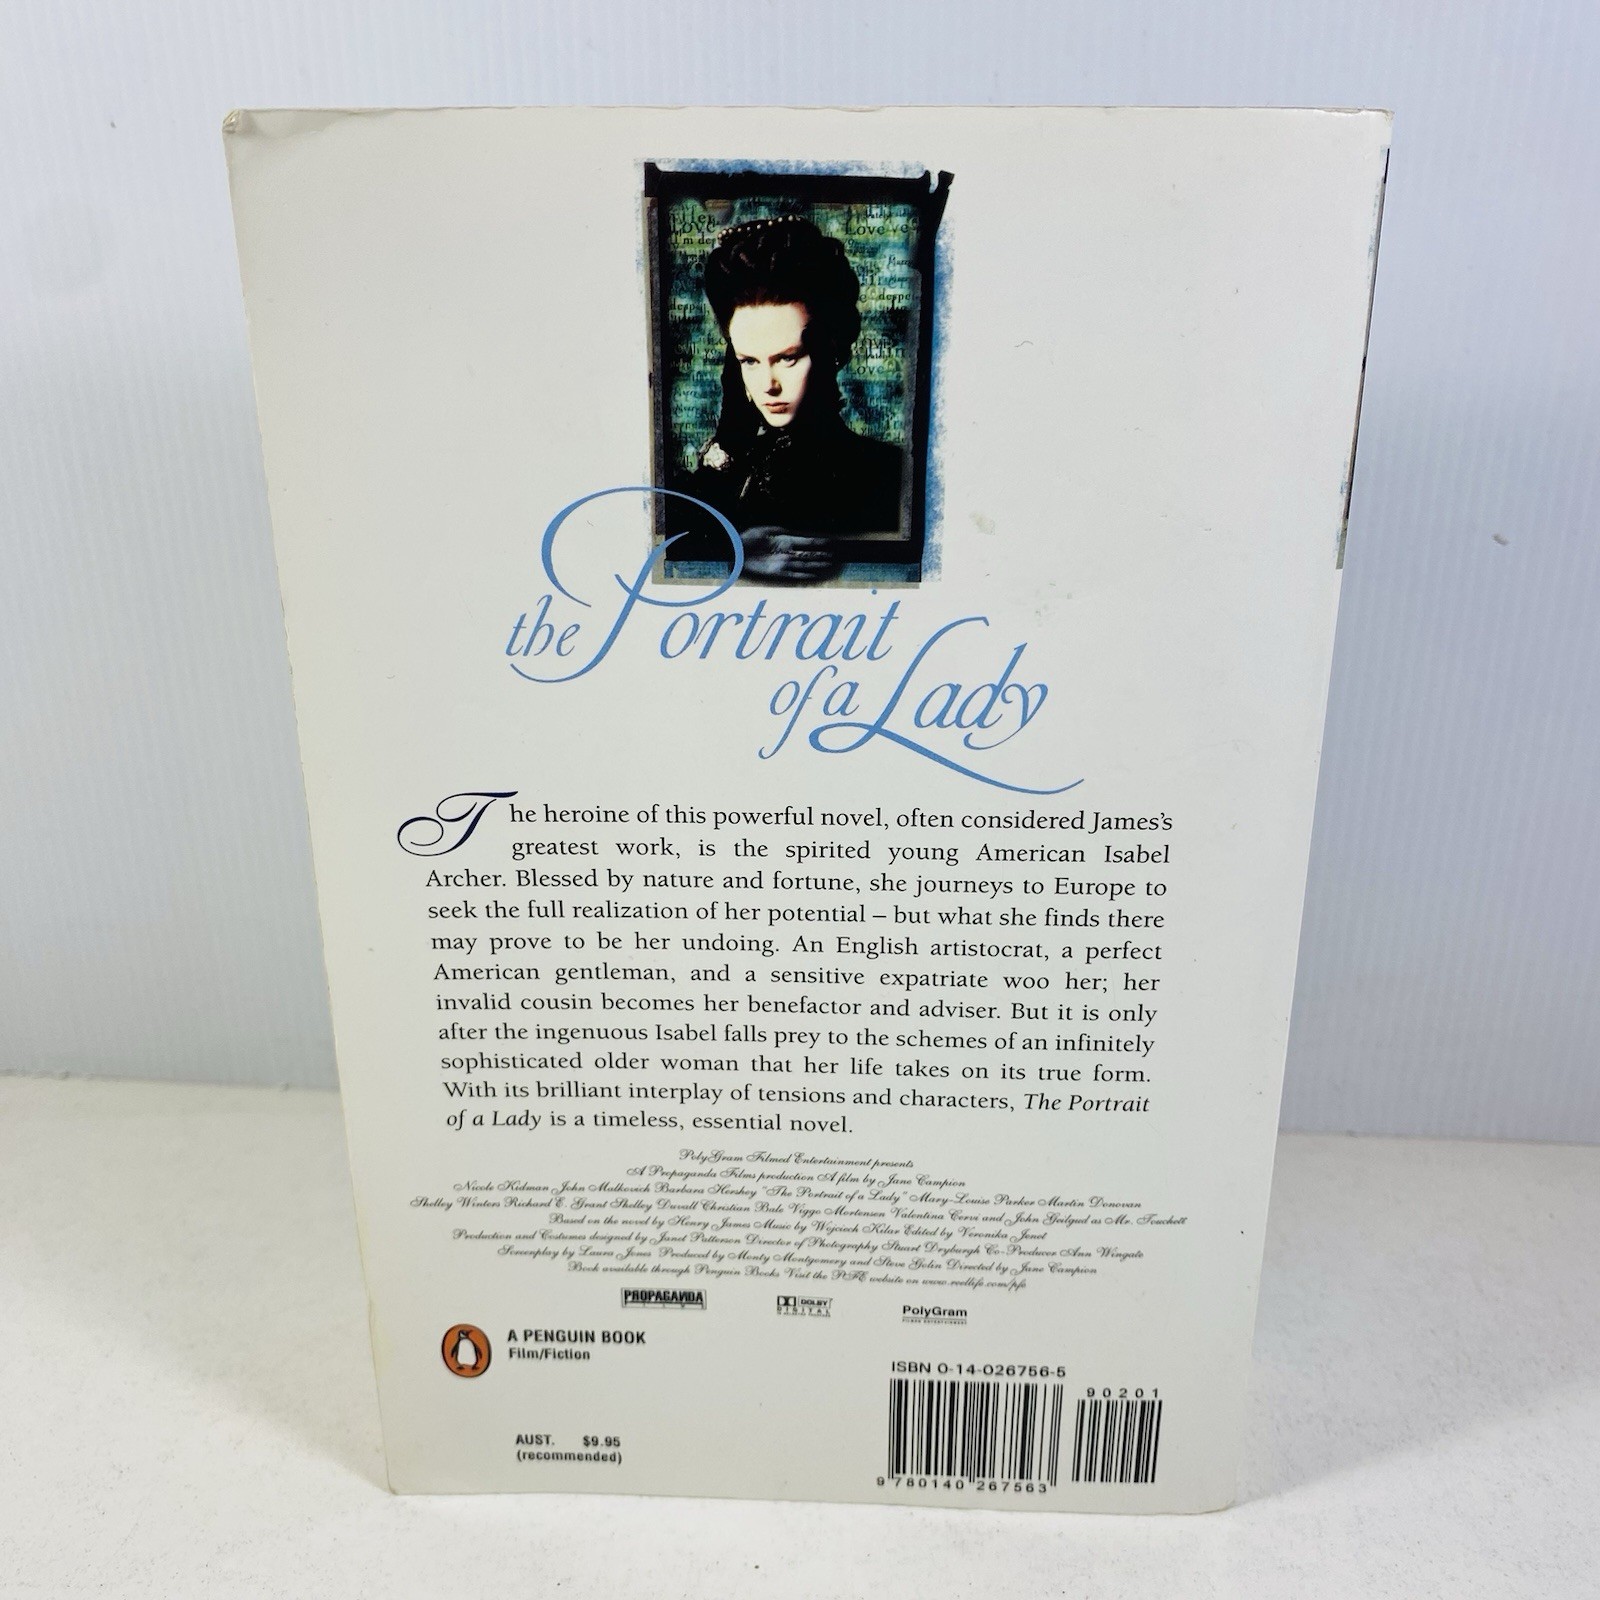 the Portrait
of a Lady
The heroine of this powerful novel, often considered James's
greatest work, is the spirited young American Isabel
Archer. Blessed by nature and fortune, she journeys to Europe to
seek the full realization of her potential – but what she finds there
may prove to be her undoing. An English artistocrat, a perfect
American gentleman, and a sensitive expatriate woo her; her
invalid cousin becomes her benefactor and adviser. But it is only
after the ingenuous Isabel falls prey to the schemes of an infinitely
sophisticated older woman that her life takes on its true form.
With its brilliant interplay of tensions and characters, The Portrait
of a Lady is a timeless, essential novel.
PolyGram Filmed Entertainment presents
A Propaganda Films production A film by Jane Campion
Nicole Kidman John Malkovich Barbara Hershey "The Portrait of a Lady" Mary-Louise Parker Martin Donovan
Shelley Winters Richard E. Grant Shelley Duvall Christian Bale Viggo Mortensen Valentina Cervi and John Geilgud as Mr. Touchett
Based on the novel by Henry James Music by Wojciech Kilar Edited by Veronika Jenet
Production and Costumes designed by Janet Patterson Director of Photography Stuart Dryburgh Co-Producer Ann Wingate
Screenplay by Laura Jones Produced by Monty Montgomery and Steve Golin Directed by Jane Campion
Book available through Penguin Books Visit the PFE website on www.reellife.com/pfe
PROPAGANDA
FILMS
DOLBY
DIGITAL
PolyGram
FILMED ENTERTAINMENT
A PENGUIN BOOK
Film/Fiction
AUST. $9.95
(recommended)
ISBN 0-14-026756-5
90201
9 780140 267563